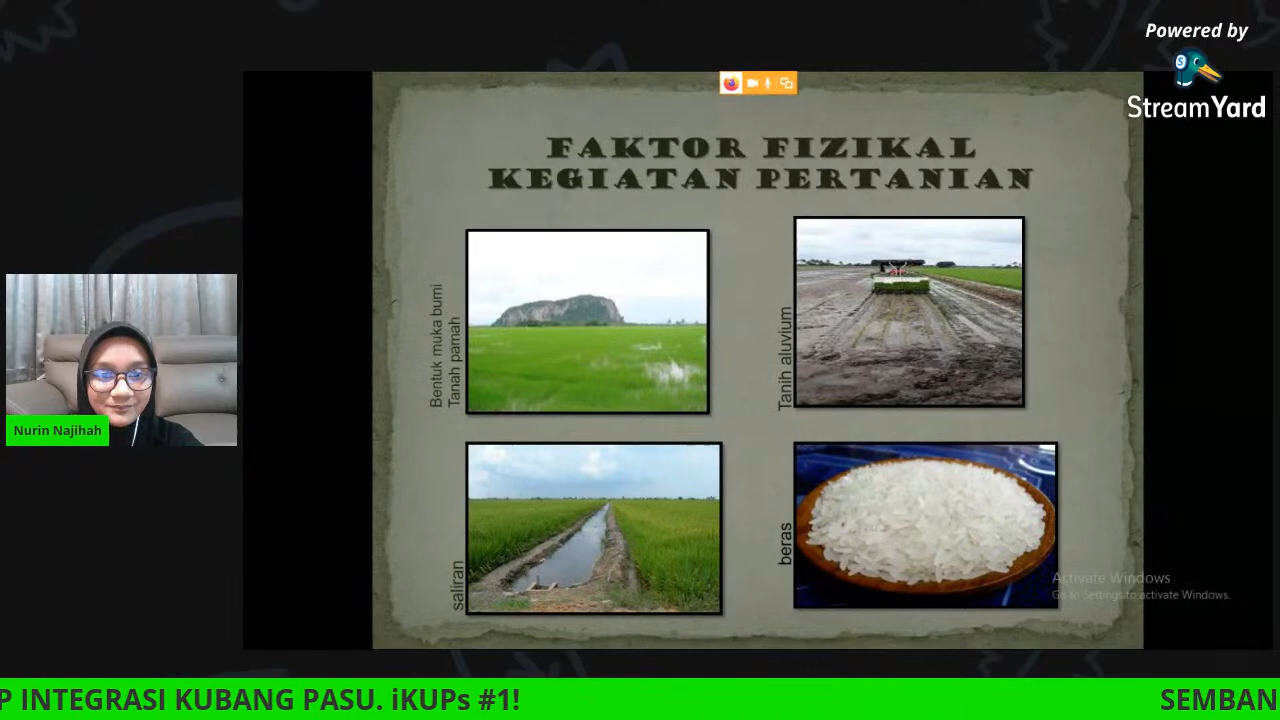 Powered by
StreamYard
FAKTOR FIZIKAL
KEGIATAN PERTANIAN
Bentuk muka bumi
Tanah pamah
Tanih aluvium
saliran
beras
Nurin Najihah
Activate Windows
Go to Settings to activate Windows.
P INTEGRASI KUBANG PASU. iKUPs #1!
SEMBAN